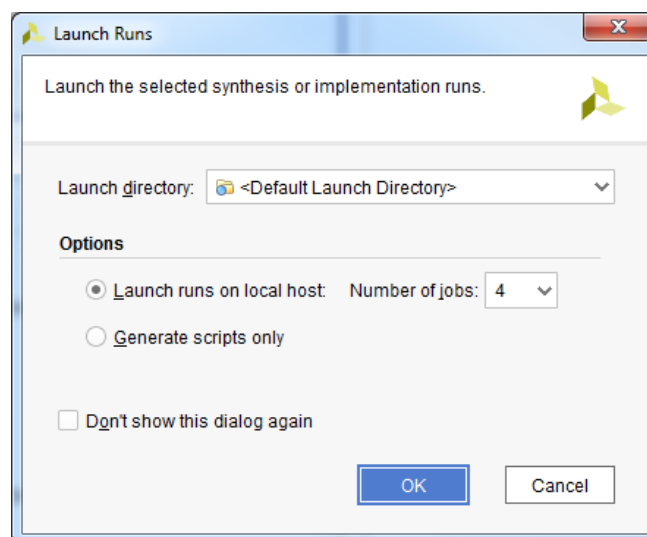 Launch Runs
Launch the selected synthesis or implementation runs.
Launch directory: <Default Launch Directory>
Options
Launch runs on local host: Number of jobs: 4
Generate scripts only
Don't show this dialog again
OK Cancel